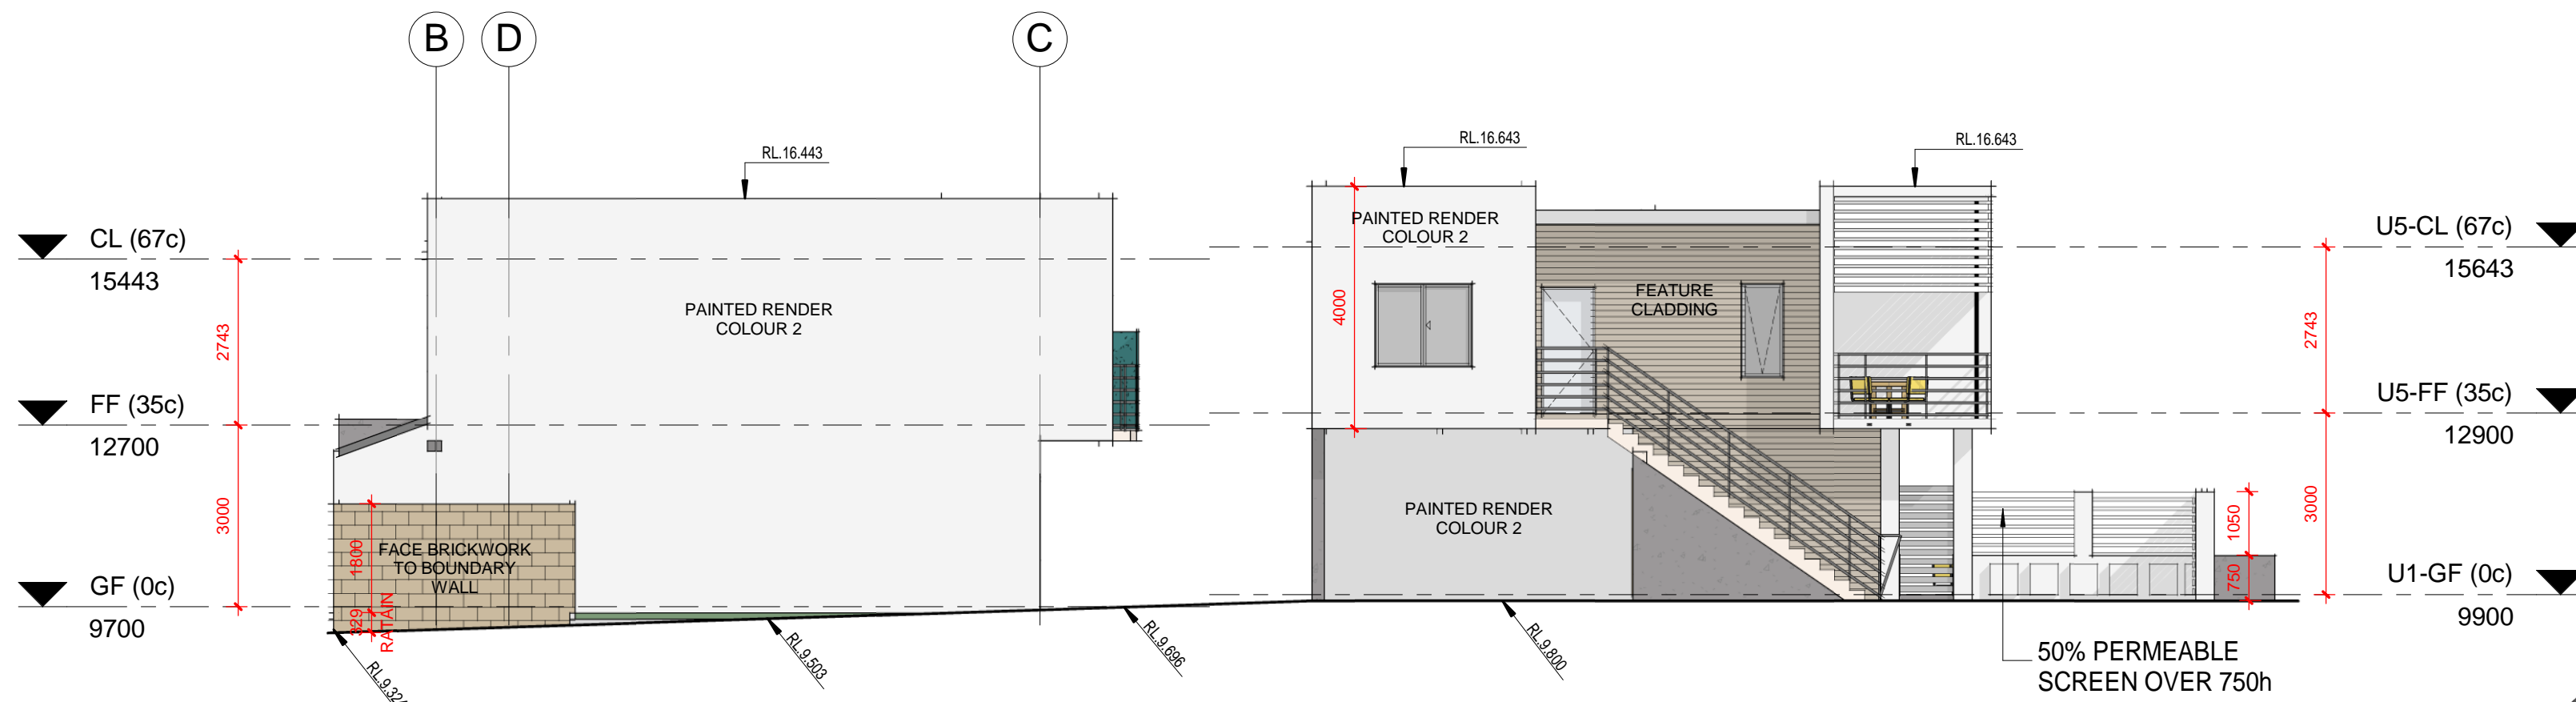 B
D
C
RL.16.443
RL.16.643
RL.16.643
CL (67c)
15443
FF (35c)
12700
GF (0c)
9700
2743
3000
1800
329
RATAIN
FACE BRICKWORK
TO BOUNDARY
WALL
PAINTED RENDER
COLOUR 2
PAINTED RENDER
COLOUR 2
4000
FEATURE
CLADDING
PAINTED RENDER
COLOUR 2
U5-CL (67c)
15643
U5-FF (35c)
12900
U1-GF (0c)
9900
2743
3000
1050
750
RL.9.503
RL.9.696
RL.9.800
50% PERMEABLE
SCREEN OVER 750h